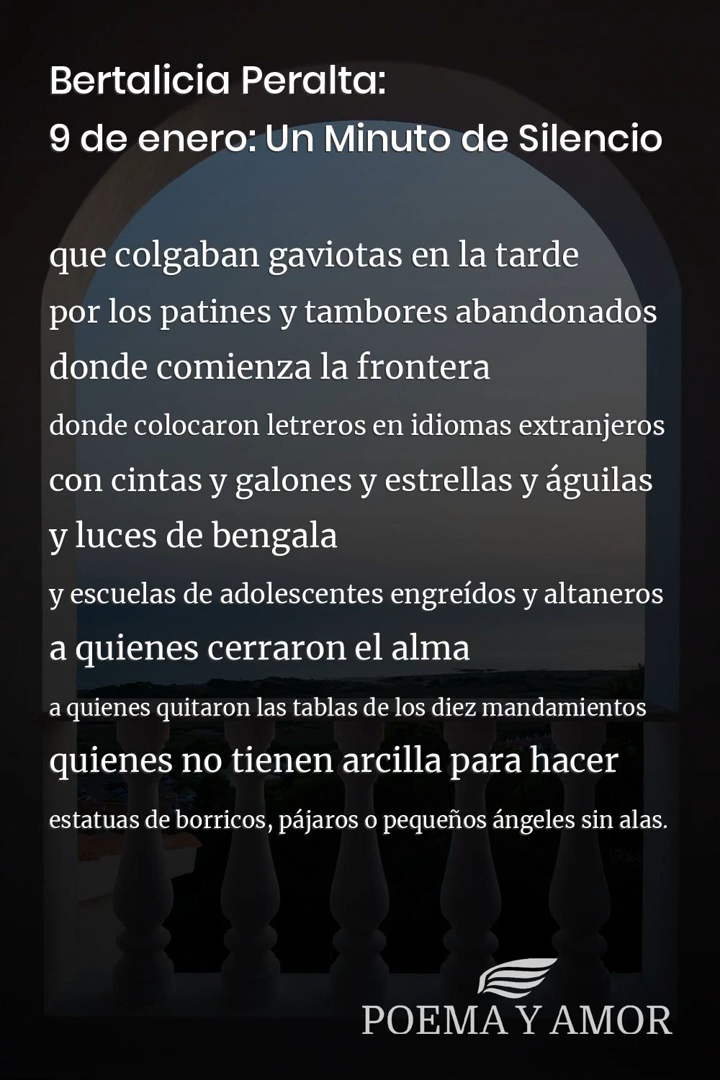 Bertalicia Peralta:
9 de enero: Un Minuto de Silencio
que colgaban gaviotas en la tarde
por los patines y tambores abandonados
donde comienza la frontera
donde colocaron letreros en idiomas extranjeros
con cintas y galones y estrellas y águilas
y luces de bengala
y escuelas de adolescentes engreídos y altaneros
a quienes cerraron el alma
a quienes quitaron las tablas de los diez mandamientos
quienes no tienen arcilla para hacer
estatuas de borricos, pájaros o pequeños ángeles sin alas.
POEMA Y AMOR